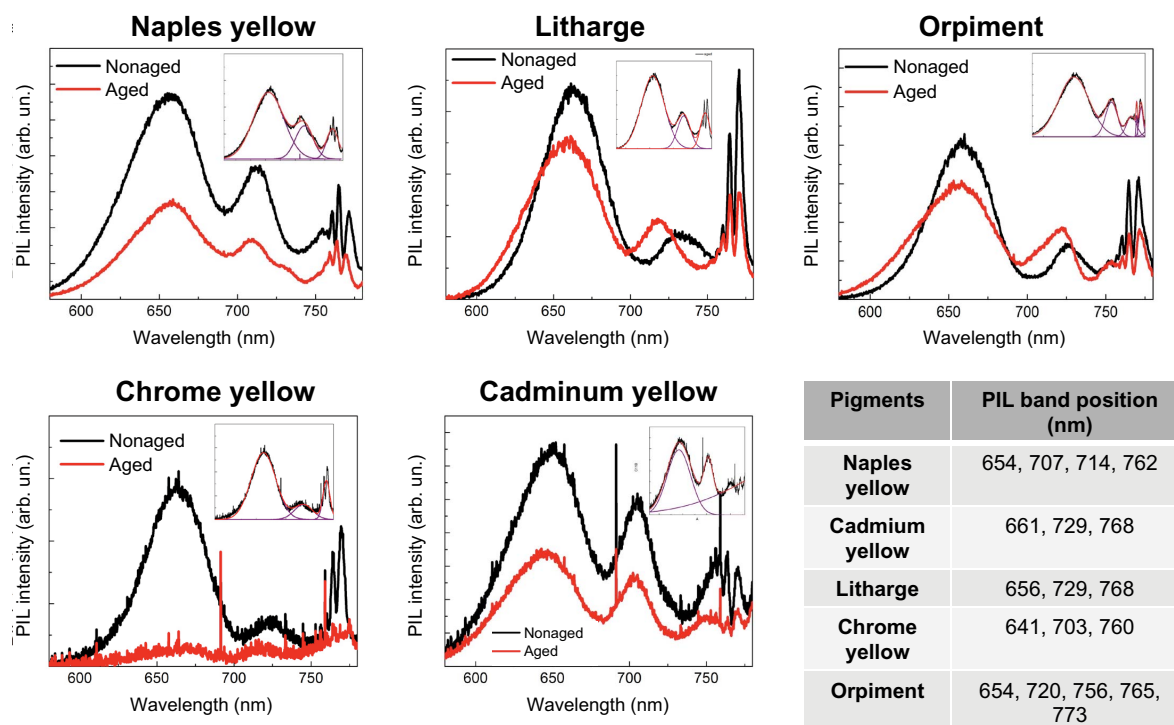 Naples yellow
Nonaged
Aged
PIL intensity (arb. un.)
600 650 700 750
Wavelength (nm)
Litharge
Nonaged
Aged
PIL intensity (arb. un.)
600 650 700 750
Wavelength (nm)
Orpiment
Nonaged
Aged
PIL intensity (arb. un.)
600 650 700 750
Wavelength (nm)
Chrome yellow
Nonaged
Aged
PIL intensity (arb. un.)
600 650 700 750
Wavelength (nm)
Cadminum yellow
Nonaged
Aged
PIL intensity (arb. un.)
600 650 700 750
Wavelength (nm)
Pigments PIL band position
(nm)
Naples
yellow 654, 707, 714, 762
Cadmium
yellow 661, 729, 768
Litharge 656, 729, 768
Chrome
yellow 641, 703, 760
Orpiment 654, 720, 756, 765,
773